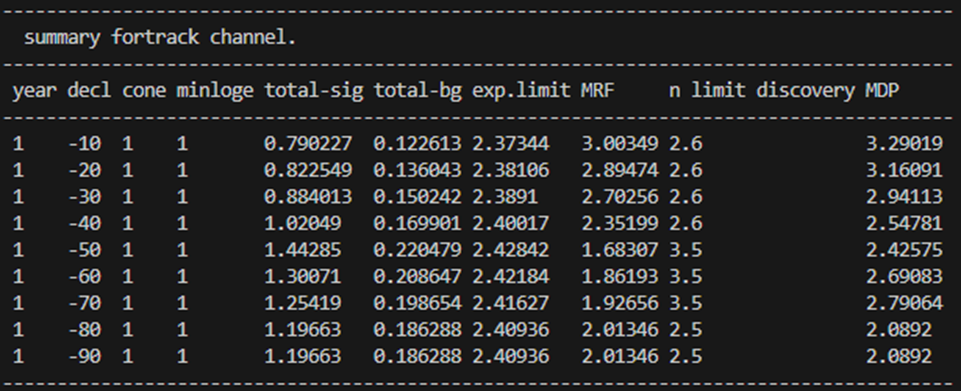 --------------------------------------------------------------------------------------
summary fortrack channel.
--------------------------------------------------------------------------------------
year decl cone minloge total-sig total-bg exp.limit MRF n limit discovery MDP
--------------------------------------------------------------------------------------
1 -10 1 1 0.790227 0.122613 2.37344 3.00349 2.6 3.29019
1 -20 1 1 0.822549 0.136043 2.38106 2.89474 2.6 3.16091
1 -30 1 1 0.884013 0.150242 2.3891 2.70256 2.6 2.94113
1 -40 1 1 1.02049 0.169901 2.40017 2.35199 2.6 2.54781
1 -50 1 1 1.44285 0.220479 2.42842 1.68307 3.5 2.42575
1 -60 1 1 1.30071 0.208647 2.42184 1.86193 3.5 2.69083
1 -70 1 1 1.25419 0.198654 2.41627 1.92656 3.5 2.79064
1 -80 1 1 1.19663 0.186288 2.40936 2.01346 2.5 2.0892
1 -90 1 1 1.19663 0.186288 2.40936 2.01346 2.5 2.0892
--------------------------------------------------------------------------------------